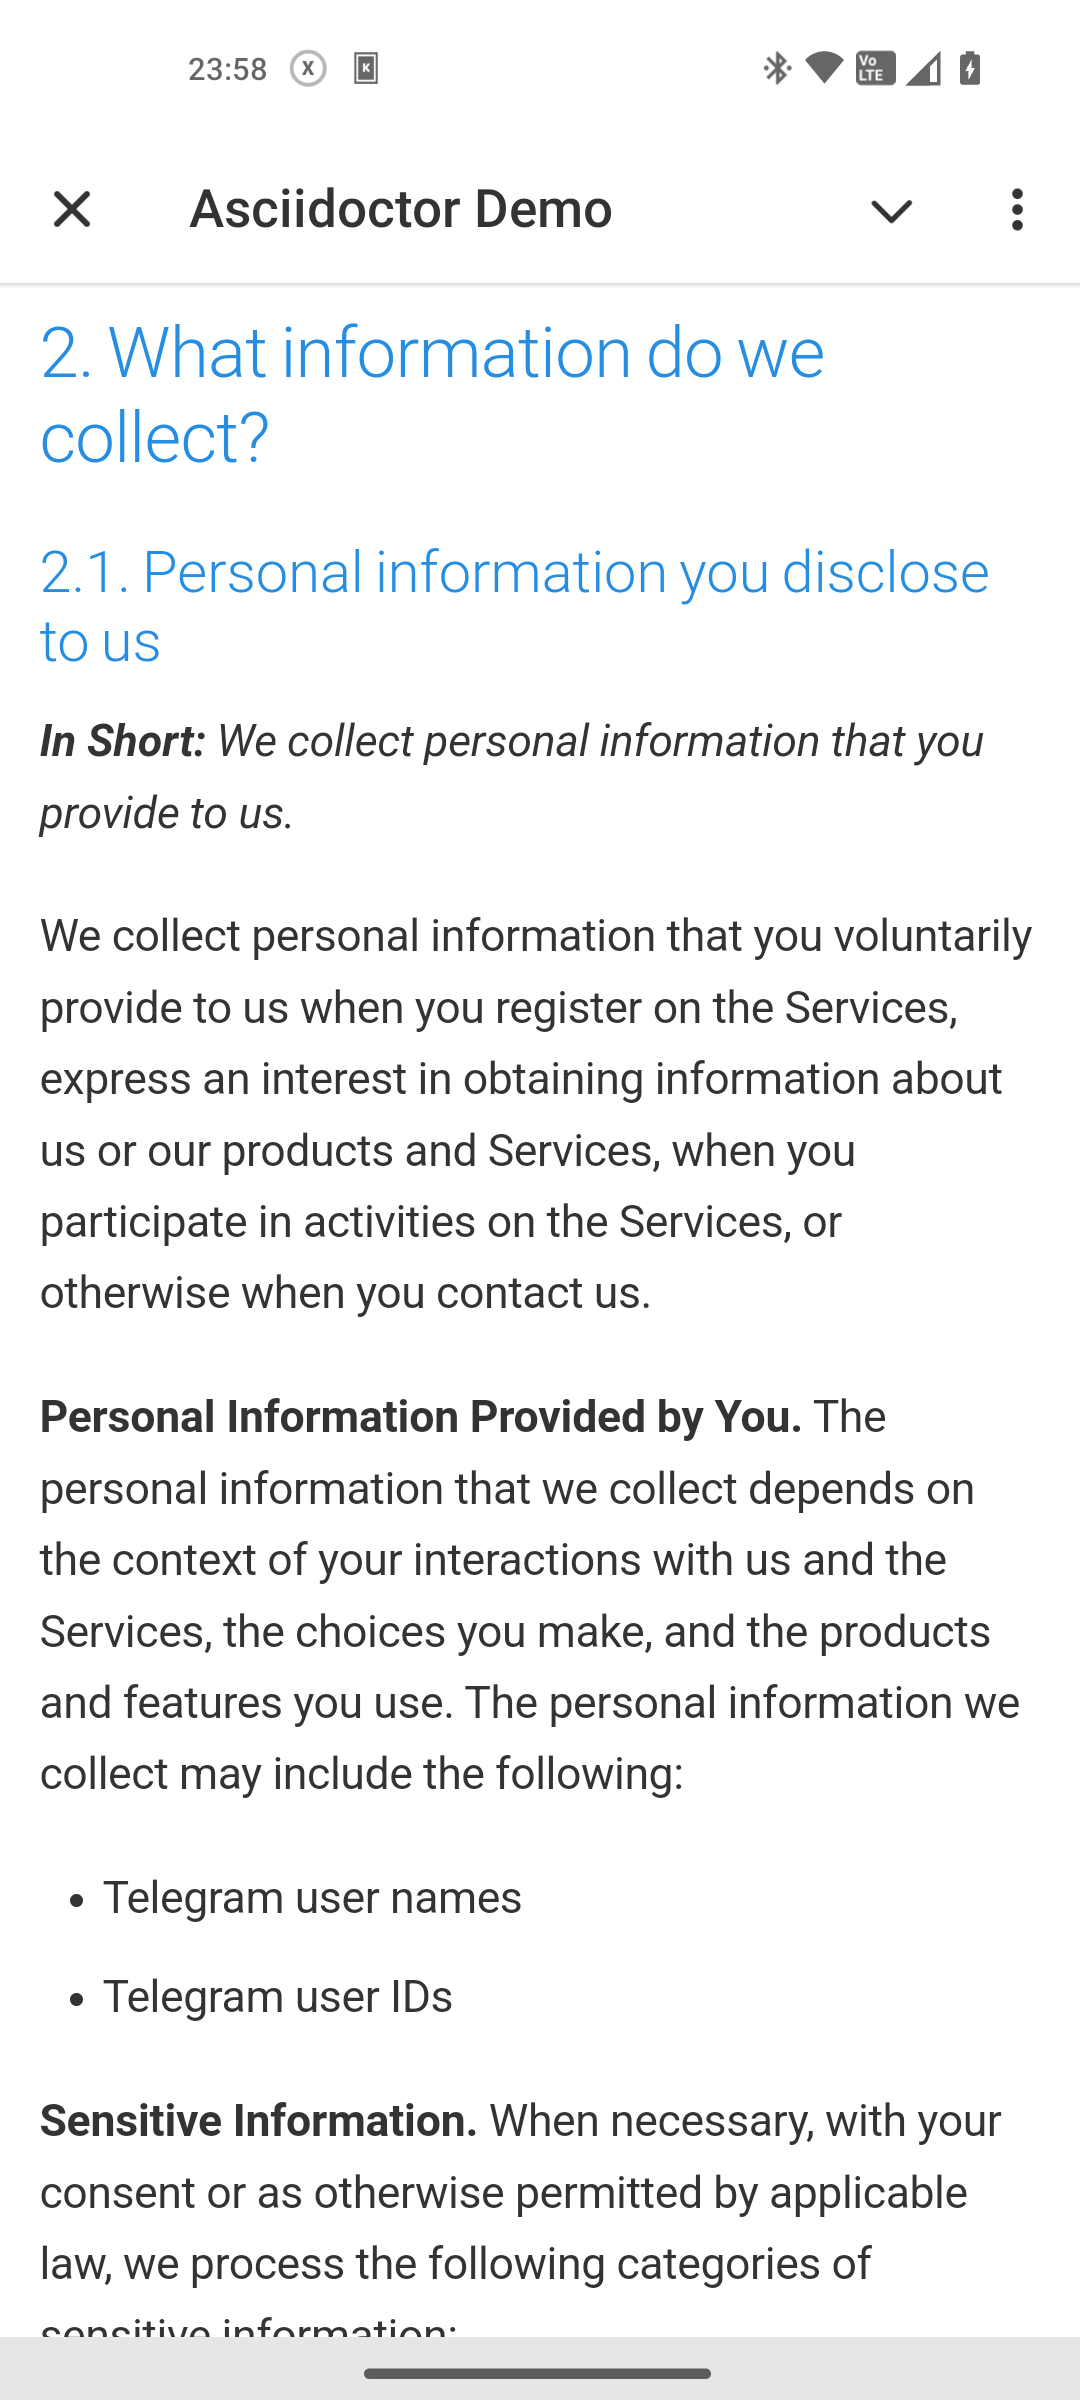 23:58
X
K
Vo
LTE
Asciidoctor Demo
2. What information do we
collect?
2.1. Personal information you disclose
to us
In Short: We collect personal information that you
provide to us.
We collect personal information that you voluntarily
provide to us when you register on the Services,
express an interest in obtaining information about
us or our products and Services, when you
participate in activities on the Services, or
otherwise when you contact us.
Personal Information Provided by You. The
personal information that we collect depends on
the context of your interactions with us and the
Services, the choices you make, and the products
and features you use. The personal information we
collect may include the following:
• Telegram user names
• Telegram user IDs
Sensitive Information. When necessary, with your
consent or as otherwise permitted by applicable
law, we process the following categories of
sensitive information: